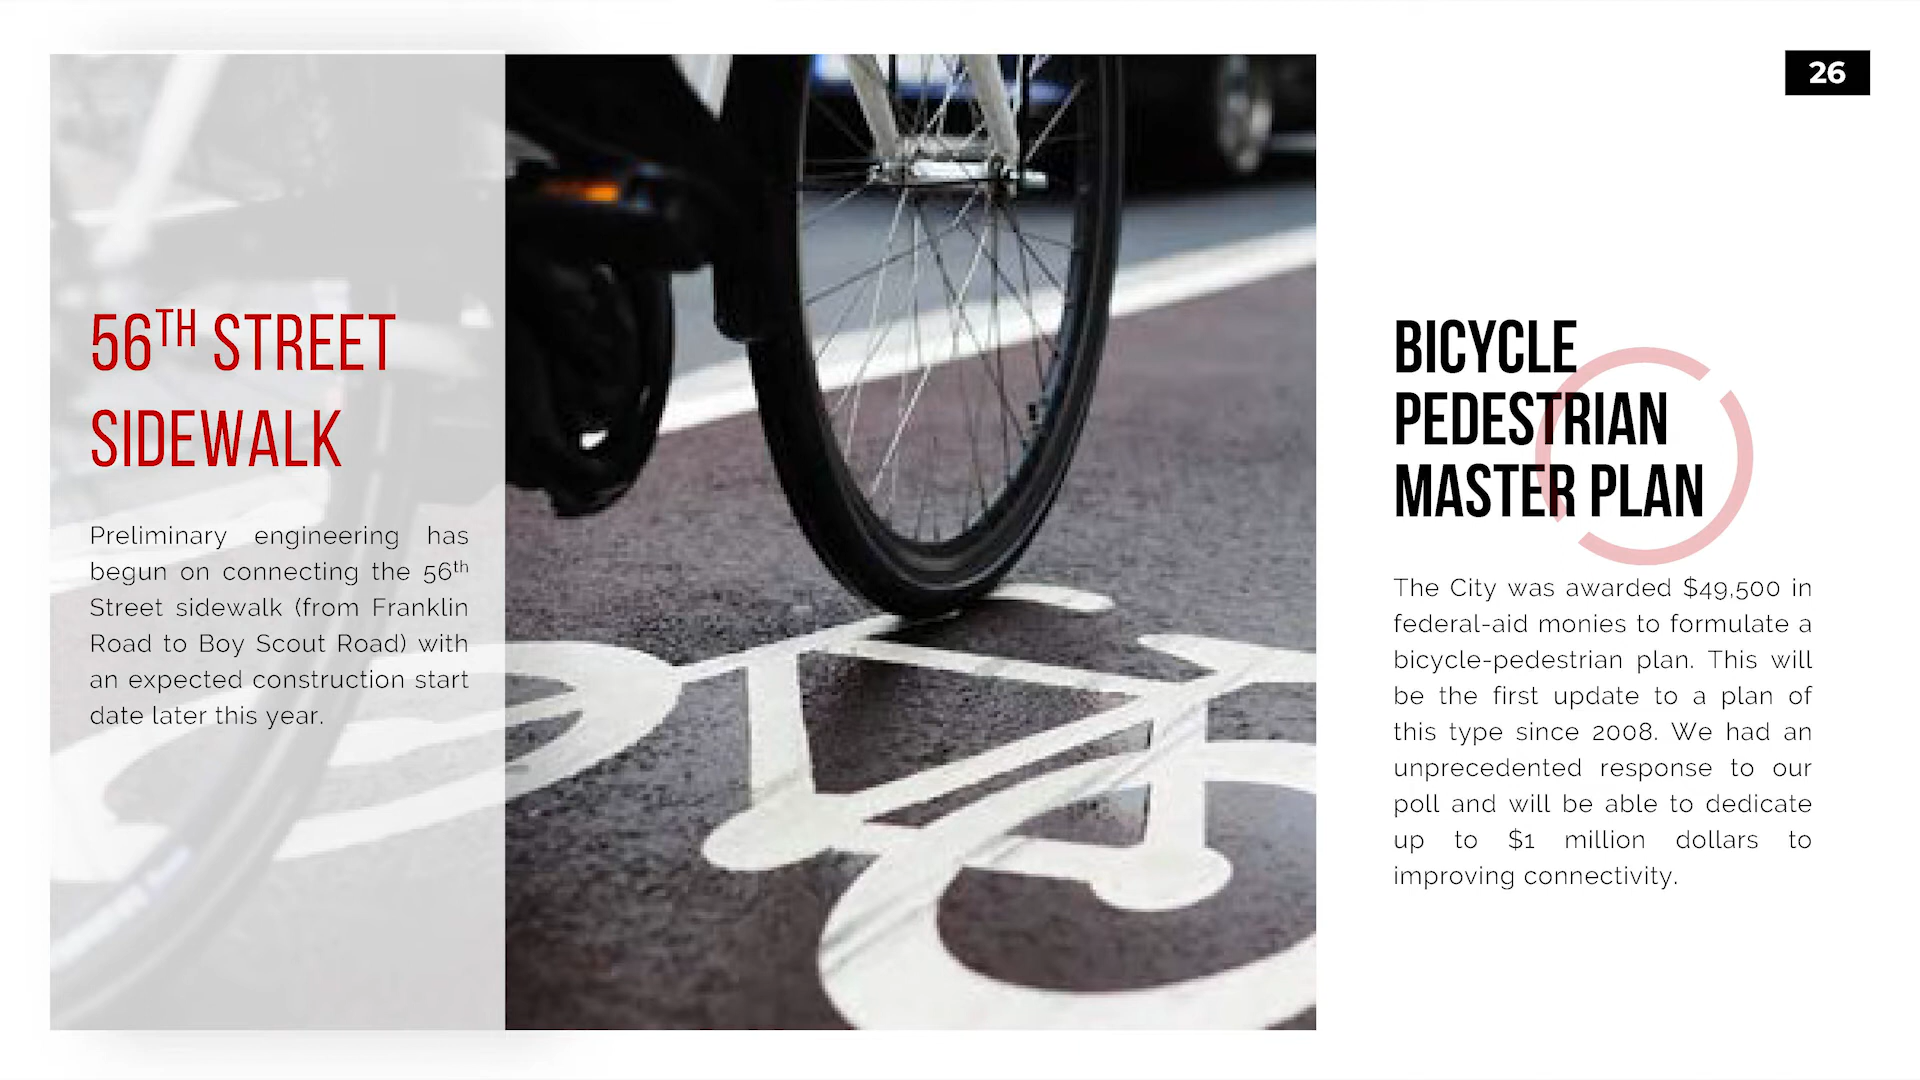 26
56TH STREET
SIDEWALK
Preliminary engineering has
begun on connecting the 56th
Street sidewalk (from Franklin
Road to Boy Scout Road) with
an expected construction start
date later this year.
BICYCLE
PEDESTRIAN
MASTER PLAN
The City was awarded $49,500 in
federal-aid monies to formulate a
bicycle-pedestrian plan. This will
be the first update to a plan of
this type since 2008. We had an
unprecedented response to our
poll and will be able to dedicate
up to $1 million dollars to
improving connectivity.